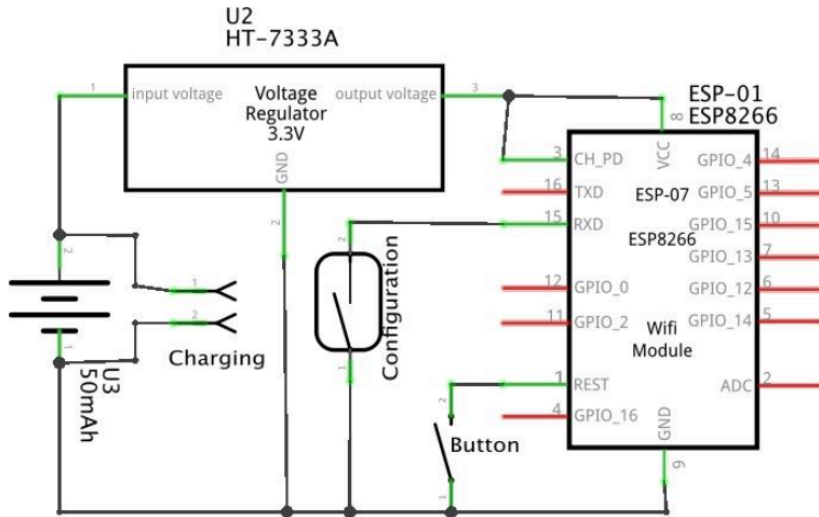 U2
HT-7333A
1
input voltage
Voltage
Regulator
3.3V
output voltage
3
GND
2
ESP-01
ESP8266
8
VCC
3
CH_PD
16
TXD
15
RXD
12
GPIO_0
11
GPIO_2
1
REST
4
GPIO_16
ESP-07
ESP8266
Wifi
Module
GPIO_4
14
GPIO_5
13
GPIO_15
10
GPIO_13
7
GPIO_12
6
GPIO_14
5
ADC
2
GND
9
2
1
U3
50mAh
1
2
Charging
2
Configuration
1
2
Button
1